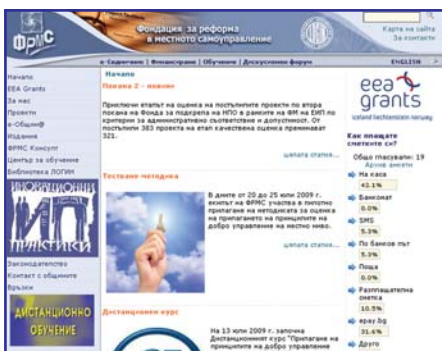 ФРМС
Фондация за реформа
в местното самоуправление
Карта на сайта
За контакти
е-Седмично | Финансиране | Обучение | Дискусионен форум
ENGLISH
Начало
EEA Grants
За нас
Проекти
е-Общин@
Издания
ФРМС Консулт
Център за обучение
Библиотека ЛОГИН
ИНОВАЦИОННИ
ИП
ПРАКТИКИ
Законодателство
Контакт с общините
Връзки
ДИСТАНЦИОННО
ОБУЧЕНИЕ
Начало
Покана 2 - новини
Приключи етапът на оценка на постъпилите проекти по втора
покана на Фонда за подкрепа на НПО в рамките на ФМ на ЕИП по
критерии за административно съответствие и допустимост. От
постъпили 383 проекта на етап качествена оценка преминават
321.
цялата статия...
Тестване методика
В дните от 20 до 25 юли 2009 г.
екипът на ФРМС участва в пилотно
прилагане на методиката за оценка
на прилагането на принципите на
добро управление на местно ниво.
цялата статия...
Дистанционен курс
На 13 юли 2009 г. започна
Дистанционният курс "Прилагане на
принципите на добро управление
eea
grants
iceland liechtenstein norway
Как плащате
сметките си?
Общо гласували: 19
Архив анкети
На каса
42.1%
Банкомат
0.0%
SMS
5.3%
По банков път
5.3%
Поща
0.0%
Разплащателна
сметка
10.5%
epay.bg
31.6%
Друго